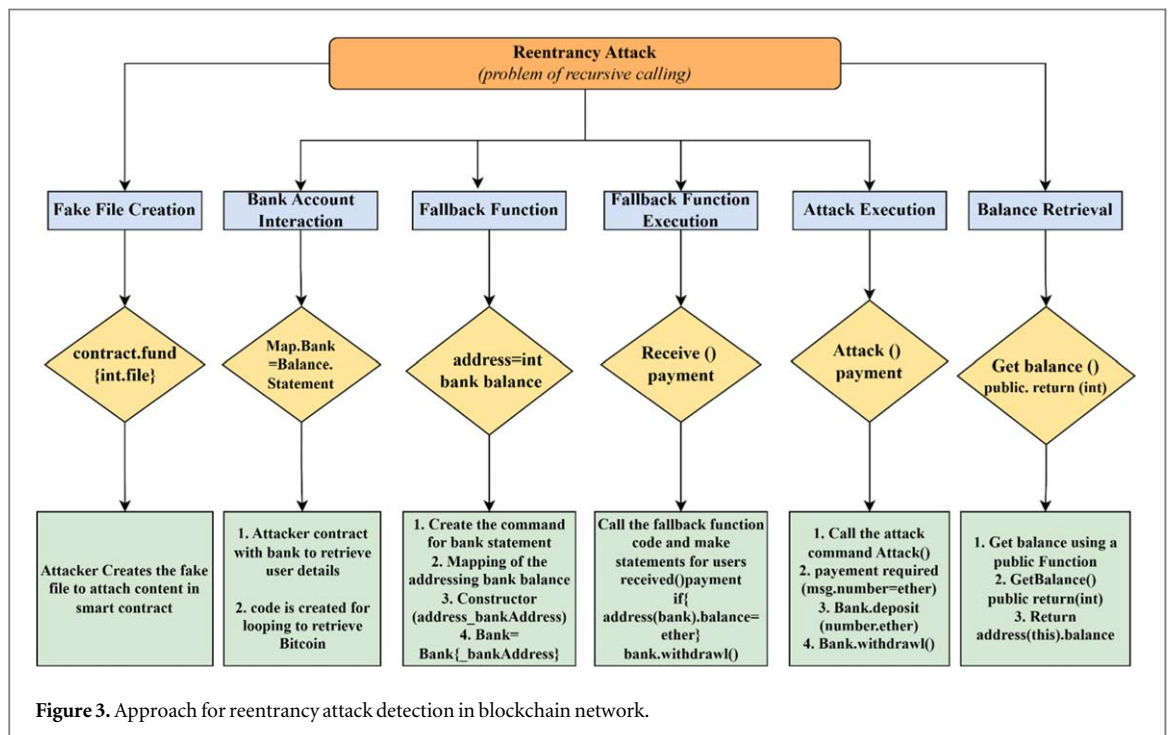 Reentrancy Attack
(problem of recursive calling)
Fake File Creation
Bank Account
Interaction
Fallback Function
Fallback Function
Execution
Attack Execution
Balance Retrieval
contract.fund
{int.file}
Map.Bank
=Balance.
Statement
address=int
bank balance
Receive ()
payment
Attack ()
payment
Get balance ()
public. return (int)
Attacker Creates the fake
file to attach content in
smart contract
1. Attacker contract
with bank to retrieve
user details
2. code is created for
looping to retrieve
Bitcoin
1. Create the command
for bank statement
2. Mapping of the
addressing bank balance
3. Constructor
(address_bankAddress)
4. Bank=
Bank{_bankAddress}
Call the fallback function
code and make
statements for users
received()payment
if{
address(bank).balance=
ether}
bank.withdrawl()
1. Call the attack
command Attack()
2. payement required
(msg.number=ether)
3. Bank.deposit
(number.ether)
4. Bank.withdrawl()
1. Get balance using a
public Function
2. GetBalance()
public return(int)
3. Return
address(this).balance
Figure 3. Approach for reentrancy attack detection in blockchain network.